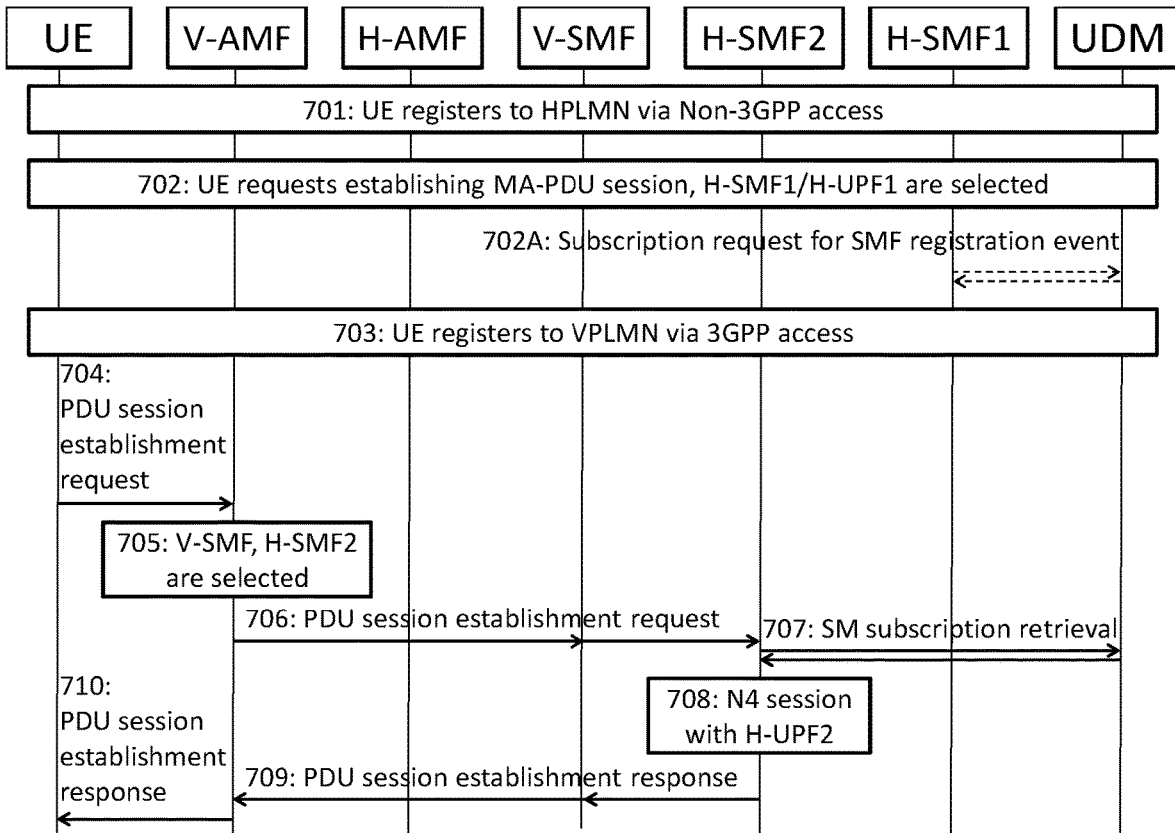 UE
V-AMF
H-AMF
V-SMF
H-SMF2
H-SMF1
UDM
701: UE registers to HPLMN via Non-3GPP access
702: UE requests establishing MA-PDU session, H-SMF1/H-UPF1 are selected
702A: Subscription request for SMF registration event
703: UE registers to VPLMN via 3GPP access
704:
PDU session
establishment
request
705: V-SMF, H-SMF2
are selected
706: PDU session establishment request
707: SM subscription retrieval
708: N4 session
with H-UPF2
709: PDU session establishment response
710:
PDU session
establishment
response